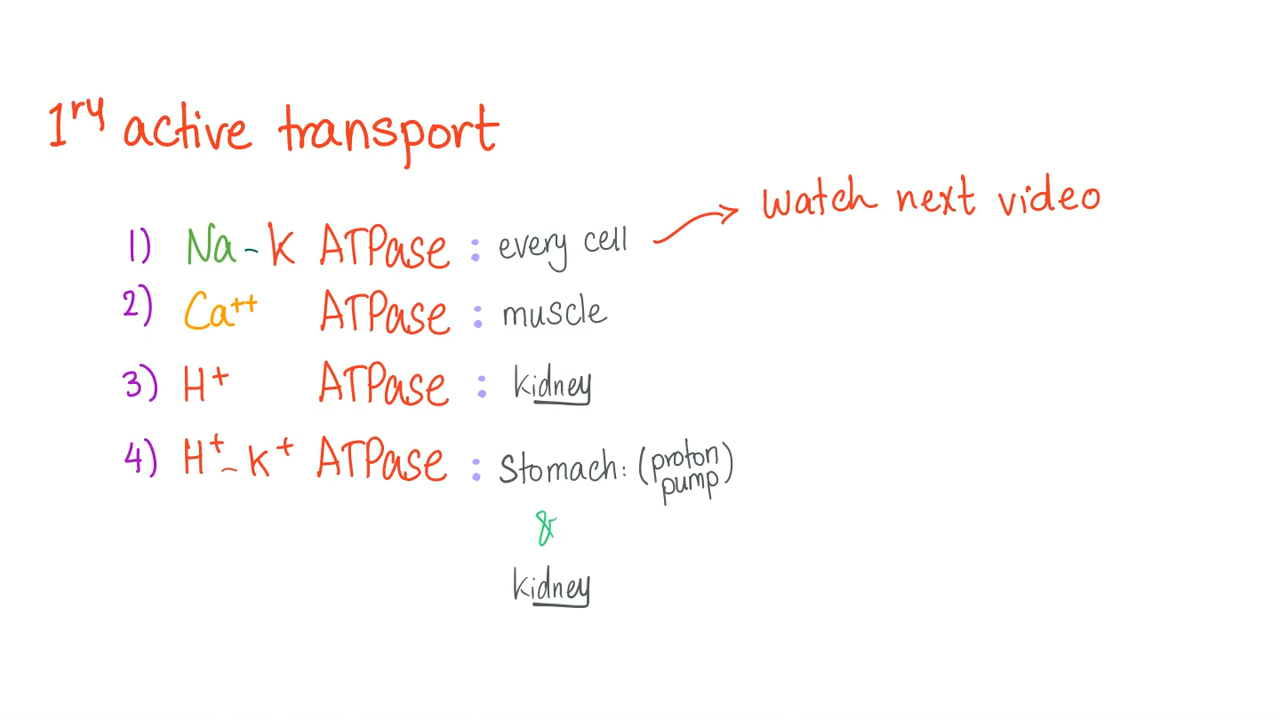 1ry active transport
watch next video
1) Na - K ATPase : every cell
2) Ca++ ATPase : muscle
3) H+ ATPase : kidney
4) H+ - K+ ATPase : Stomach: (proton pump)
&
kidney